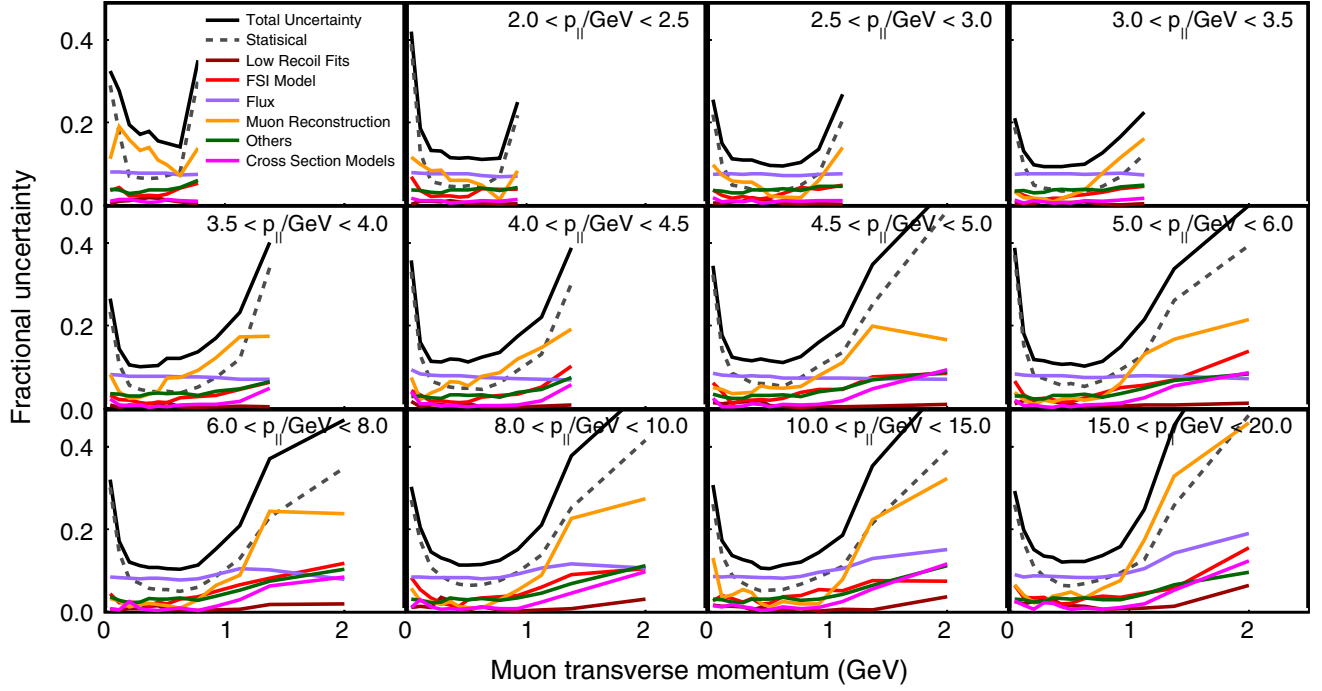 Total Uncertainty
Statisical
Low Recoil Fits
FSI Model
Flux
Muon Reconstruction
Others
Cross Section Models
2.0 < p||/GeV < 2.5
2.5 < p||/GeV < 3.0
3.0 < p||/GeV < 3.5
0.4
0.2
0.0
3.5 < p||/GeV < 4.0
4.0 < p||/GeV < 4.5
4.5 < p||/GeV < 5.0
5.0 < p||/GeV < 6.0
0.4
0.2
0.0
6.0 < p||/GeV < 8.0
8.0 < p||/GeV < 10.0
10.0 < p||/GeV < 15.0
15.0 < p||/GeV < 20.0
0.4
0.2
0.0
0 1 2 0 1 2 0 1 2 0 1 2
Fractional uncertainty
Muon transverse momentum (GeV)